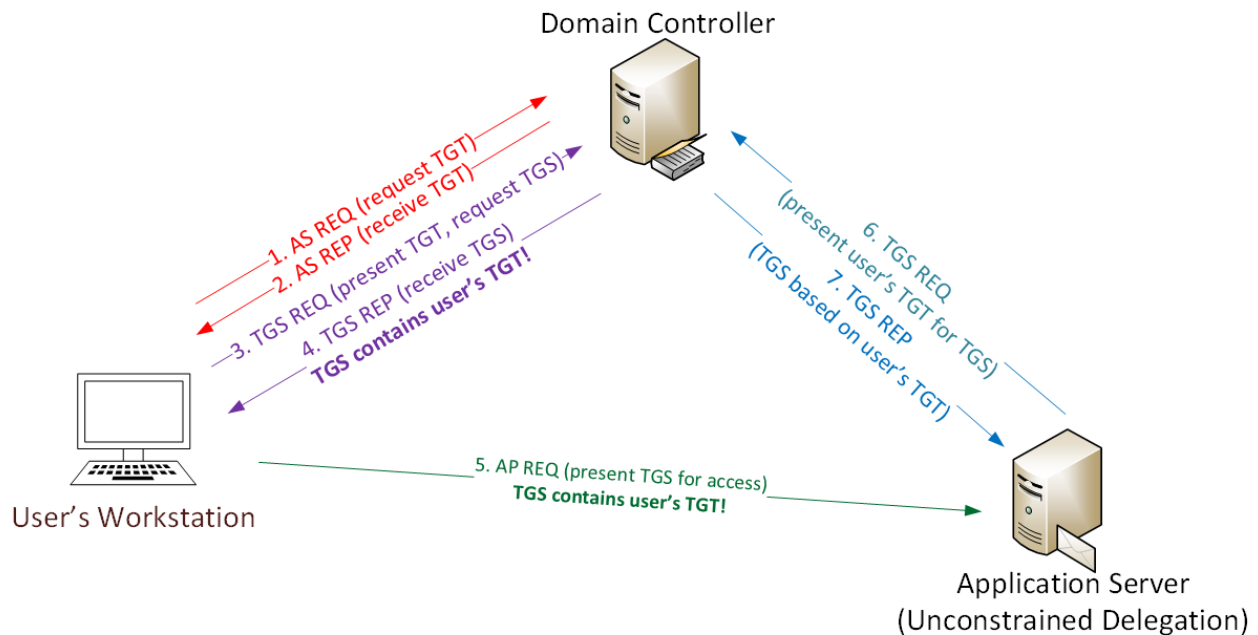 Domain Controller
1. AS REQ (request TGT)
2. AS REP (receive TGT)
3. TGS REQ (present TGT, request TGS)
4. TGS REP (receive TGS)
TGS contains user's TGT!
6. TGS REQ
(present user's TGT for TGS)
7. TGS REP
(TGS based on user's TGT)
5. AP REQ (present TGS for access)
TGS contains user's TGT!
User's Workstation
Application Server
(Unconstrained Delegation)